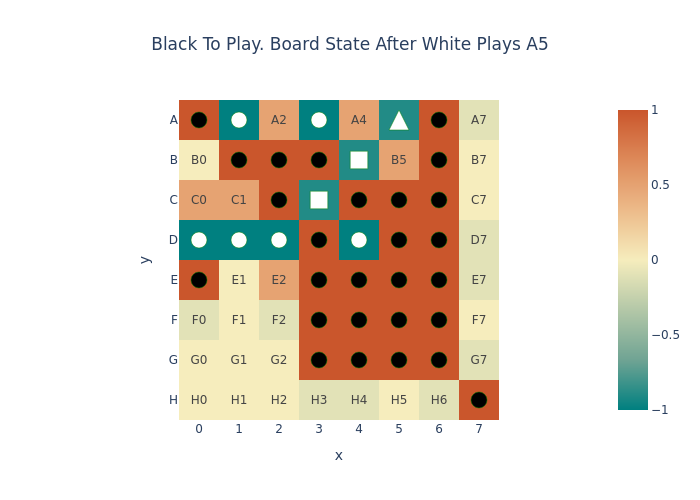 Black To Play. Board State After White Plays A5
A A2 A4 A7 1
B B0 B5 B7
C C0 C1 C7 0.5
D D7
y 0
E E1 E2 E7
F F0 F1 F2 F7 −0.5
G G0 G1 G2 G7
H H0 H1 H2 H3 H4 H5 H6 −1
0 1 2 3 4 5 6 7
x